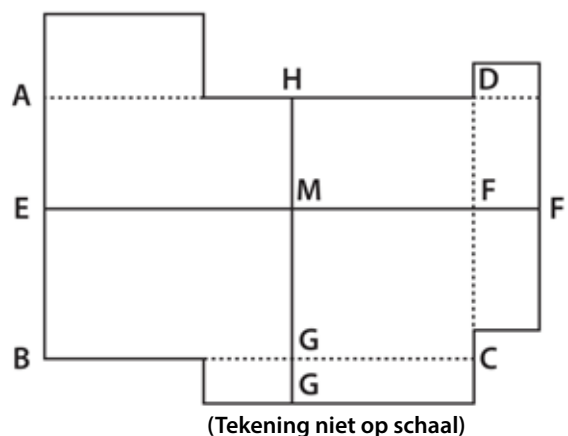 A H D
E M F F
B G C
G
(Tekening niet op schaal)